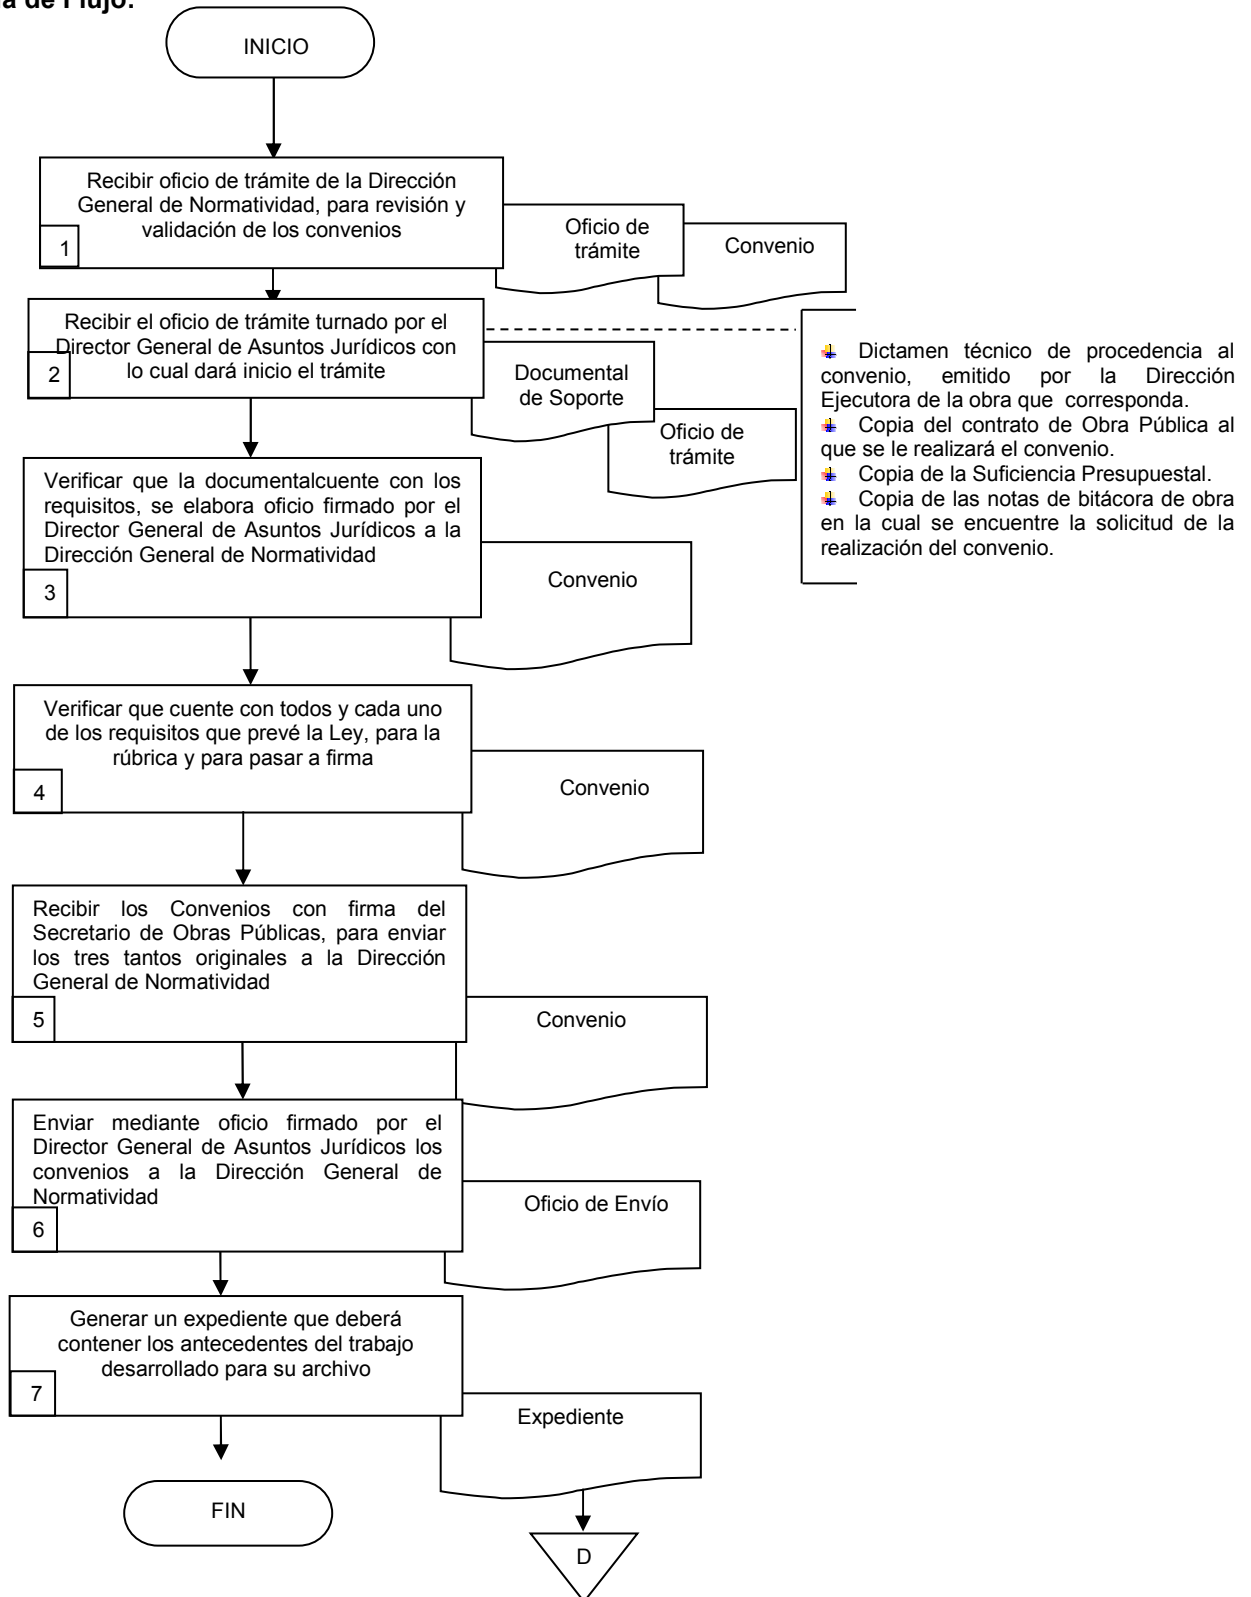 a de Flujo:
INICIO
Recibir oficio de trámite de la Dirección
General de Normatividad, para revisión y
validación de los convenios
1
Oficio de
trámite
Convenio
Recibir el oficio de trámite turnado por el
Director General de Asuntos Jurídicos con
lo cual dará inicio el trámite
2
Documental
de Soporte
Oficio de
trámite
Dictamen técnico de procedencia al
convenio, emitido por la Dirección
Ejecutora de la obra que corresponda.
Copia del contrato de Obra Pública al
que se le realizará el convenio.
Copia de la Suficiencia Presupuestal.
Copia de las notas de bitácora de obra
en la cual se encuentre la solicitud de la
realización del convenio.
Verificar que la documentalcuente con los
requisitos, se elabora oficio firmado por el
Director General de Asuntos Jurídicos a la
Dirección General de Normatividad
3
Convenio
Verificar que cuente con todos y cada uno
de los requisitos que prevé la Ley, para la
rúbrica y para pasar a firma
4
Convenio
Recibir los Convenios con firma del
Secretario de Obras Públicas, para enviar
los tres tantos originales a la Dirección
General de Normatividad
5
Convenio
Enviar mediante oficio firmado por el
Director General de Asuntos Jurídicos los
convenios a la Dirección General de
Normatividad
6
Oficio de Envío
Generar un expediente que deberá
contener los antecedentes del trabajo
desarrollado para su archivo
7
Expediente
FIN
D